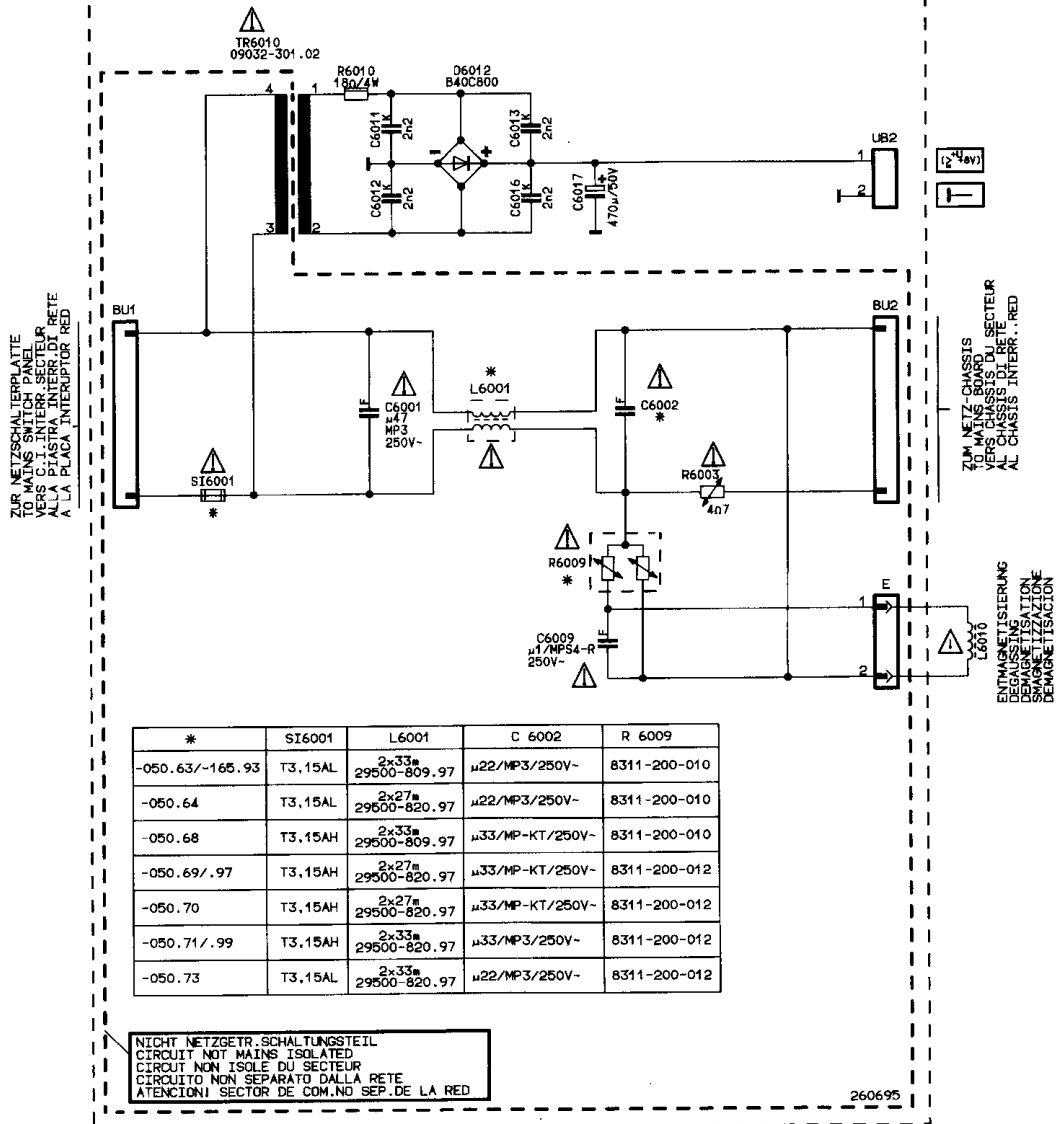 TR6010
09032-301.02
4
1
3
2
R6010
18Ω/4W
D6012
B40C800
C6011
K
2n2
C6012
K
2n2
C6013
K
2n2
C6016
K
2n2
-
+
C6017
+
470µ/50V
UB2
1
2
+U
(≥ +8V)
BU1
ZUR NETZSCHALTERPLATTE
TO MAINS SWITCH PANEL
VERS C.I INTERR.SECTEUR
ALLA PIASTRA INTERR.DI RETE
A LA PLACA INTERUPTOR RED
SI6001
*
F
C6001
µ47
MP3
250V~
*
L6001
F
C6002
*
R6003
4Ω7
BU2
ZUM NETZ-CHASSIS
TO MAINS BOARD
VERS CHASSIS DU SECTEUR
AL CHASSIS DI RETE
AL CHASIS INTERR..RED
R6009
*
C6009
µ1/MPS4-R
250V~
F
E
1
2
L6010
ENTMAGNETISIERUNG
DEGAUSSING
DEMAGNETISATION
SMAGNETIZZAZIONE
DEMAGNETISACION
* SI6001 L6001 C 6002 R 6009
-050.63/-165.93 T3,15AL 2x33m 29500-809.97 µ22/MP3/250V~ 8311-200-010
-050.64 T3,15AL 2x27m 29500-820.97 µ22/MP3/250V~ 8311-200-010
-050.68 T3,15AH 2x33m 29500-809.97 µ33/MP-KT/250V~ 8311-200-010
-050.69/.97 T3,15AH 2x27m 29500-820.97 µ33/MP-KT/250V~ 8311-200-012
-050.70 T3,15AH 2x27m 29500-820.97 µ33/MP-KT/250V~ 8311-200-012
-050.71/.99 T3,15AH 2x33m 29500-820.97 µ33/MP3/250V~ 8311-200-012
-050.73 T3,15AL 2x33m 29500-820.97 µ22/MP3/250V~ 8311-200-012
NICHT NETZGETR.SCHALTUNGSTEIL
CIRCUIT NOT MAINS ISOLATED
CIRCUT NON ISOLE DU SECTEUR
CIRCUITO NON SEPARATO DALLA RETE
ATENCION! SECTOR DE COM.NO SEP.DE LA RED
260695